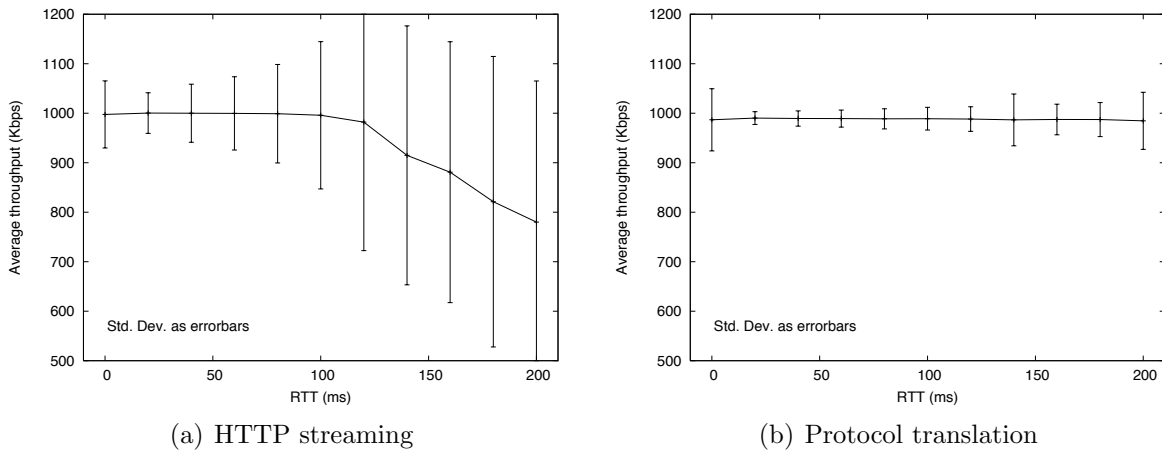 1200
1100
1000
900
800
700
600
500
Average throughput (Kbps)
Std. Dev. as errorbars
0 50 100 150 200
RTT (ms)
(a) HTTP streaming
1200
1100
1000
900
800
700
600
500
Average throughput (Kbps)
Std. Dev. as errorbars
0 50 100 150 200
RTT (ms)
(b) Protocol translation